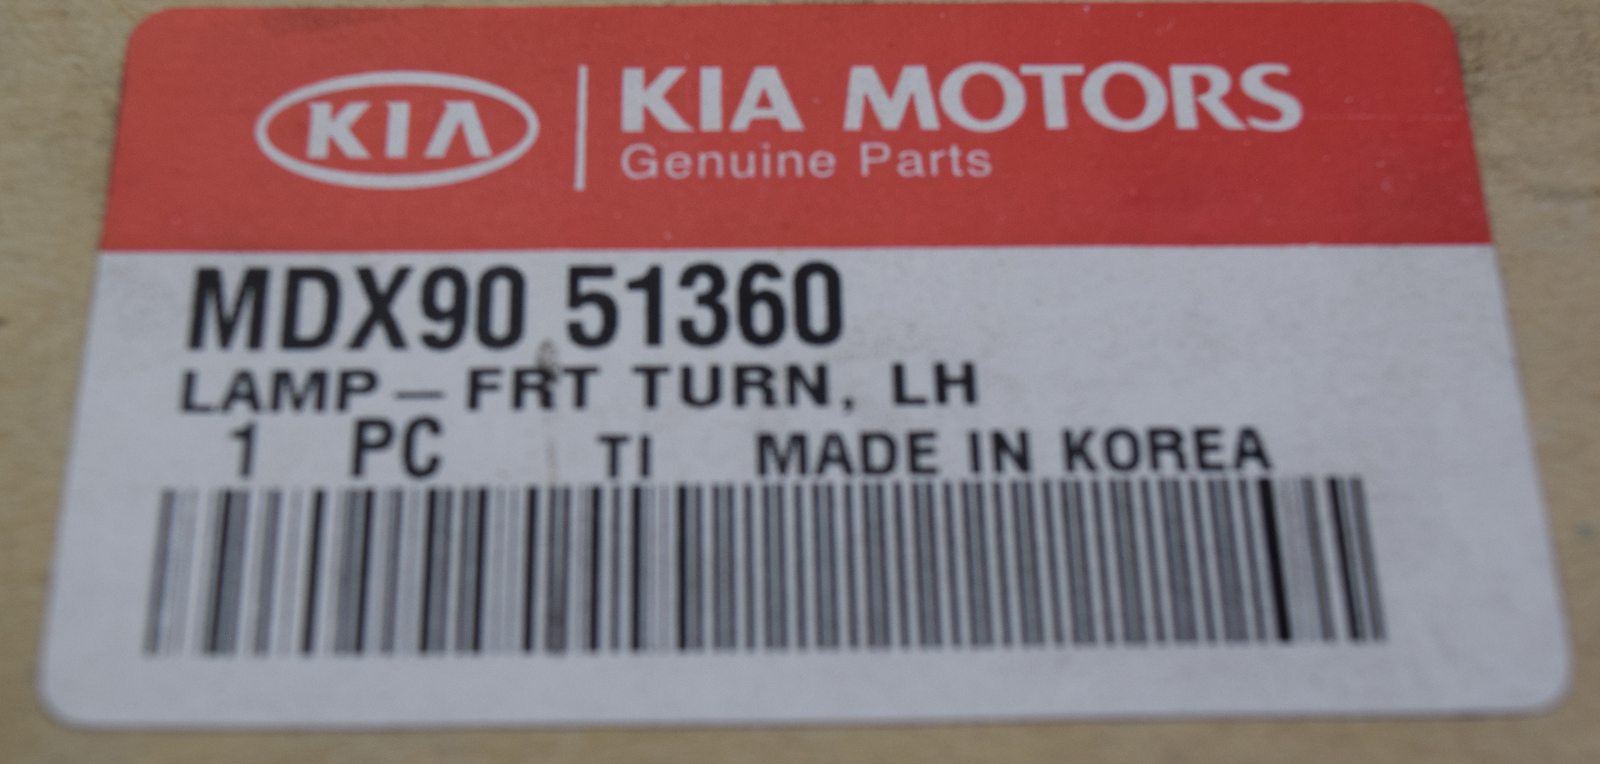 KIA
KIA MOTORS
Genuine Parts
MDX90 51360
LAMP-FRT TURN, LH
1 PC TI MADE IN KOREA